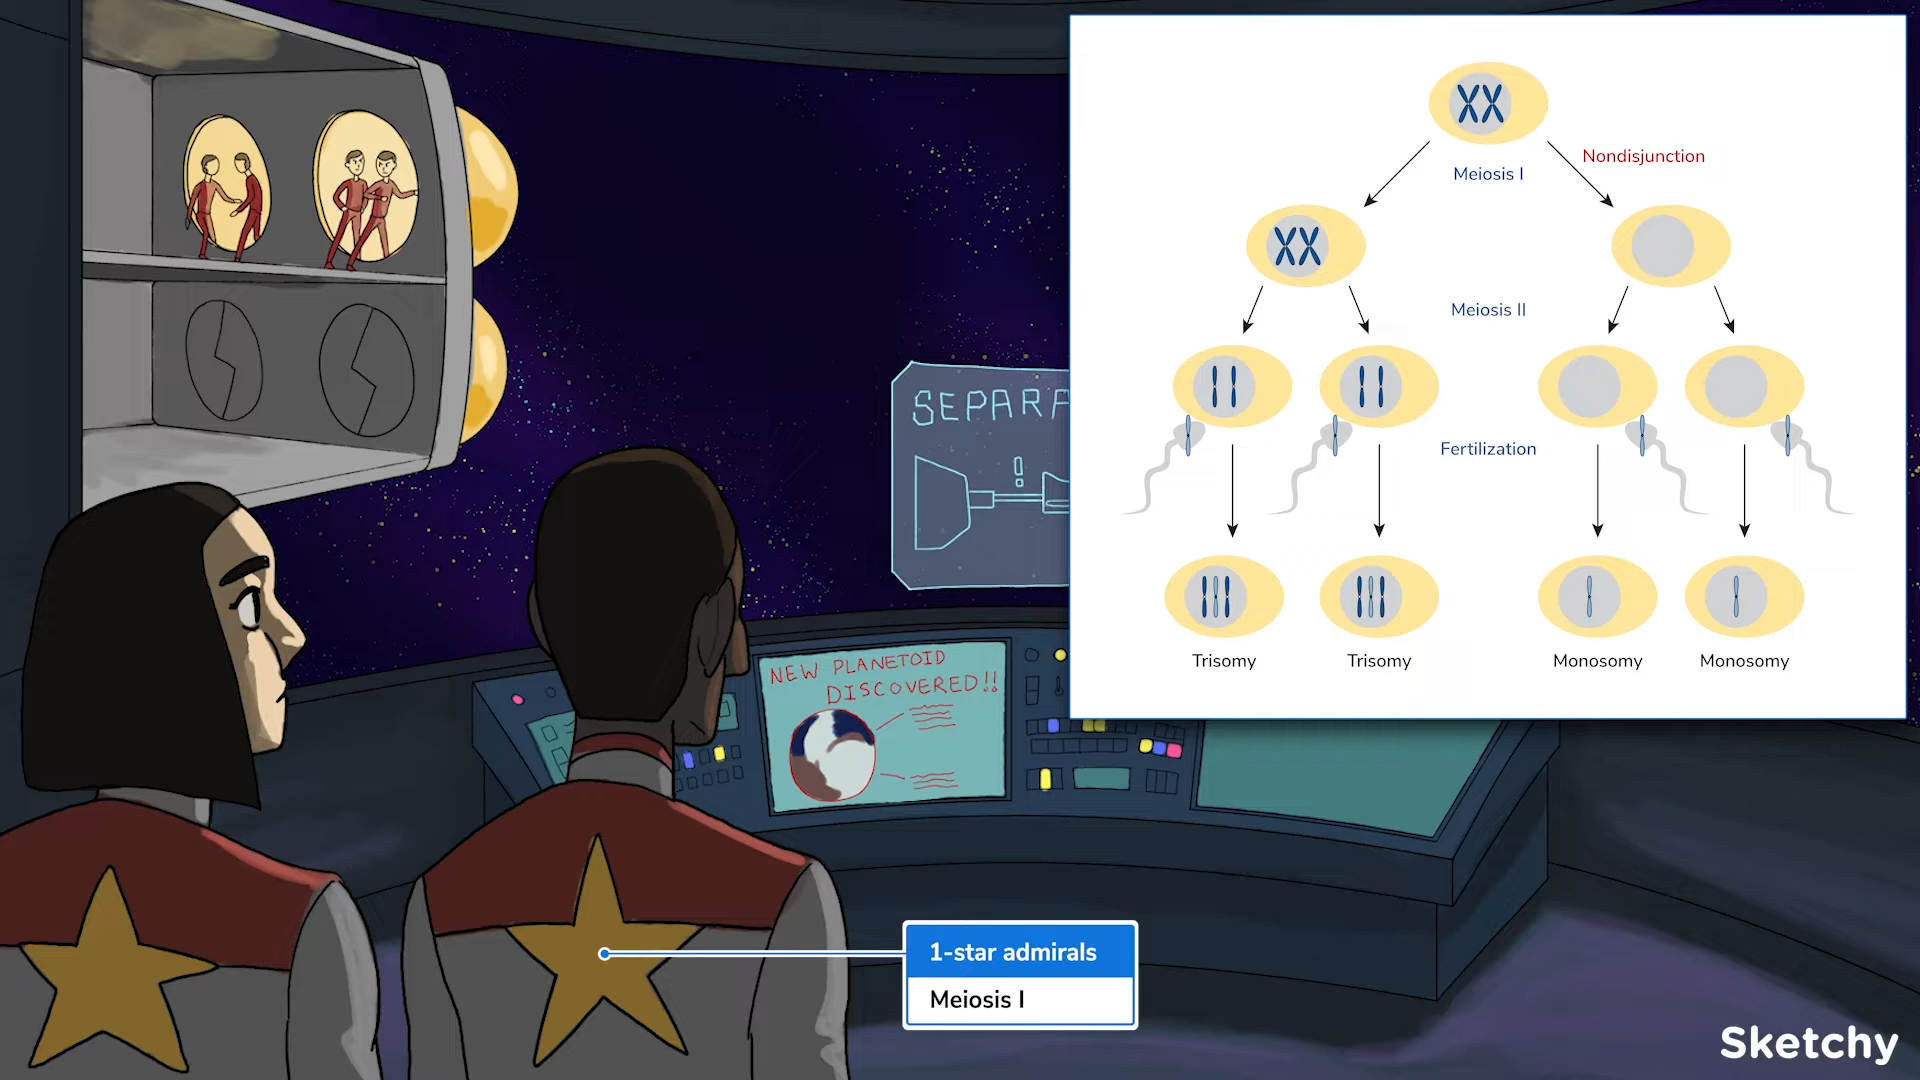 Nondisjunction
Meiosis I
Meiosis II
Fertilization
Trisomy
Trisomy
Monosomy
Monosomy
SEPARA
!
NEW PLANETOID
DISCOVERED!!
1-star admirals
Meiosis I
Sketchy